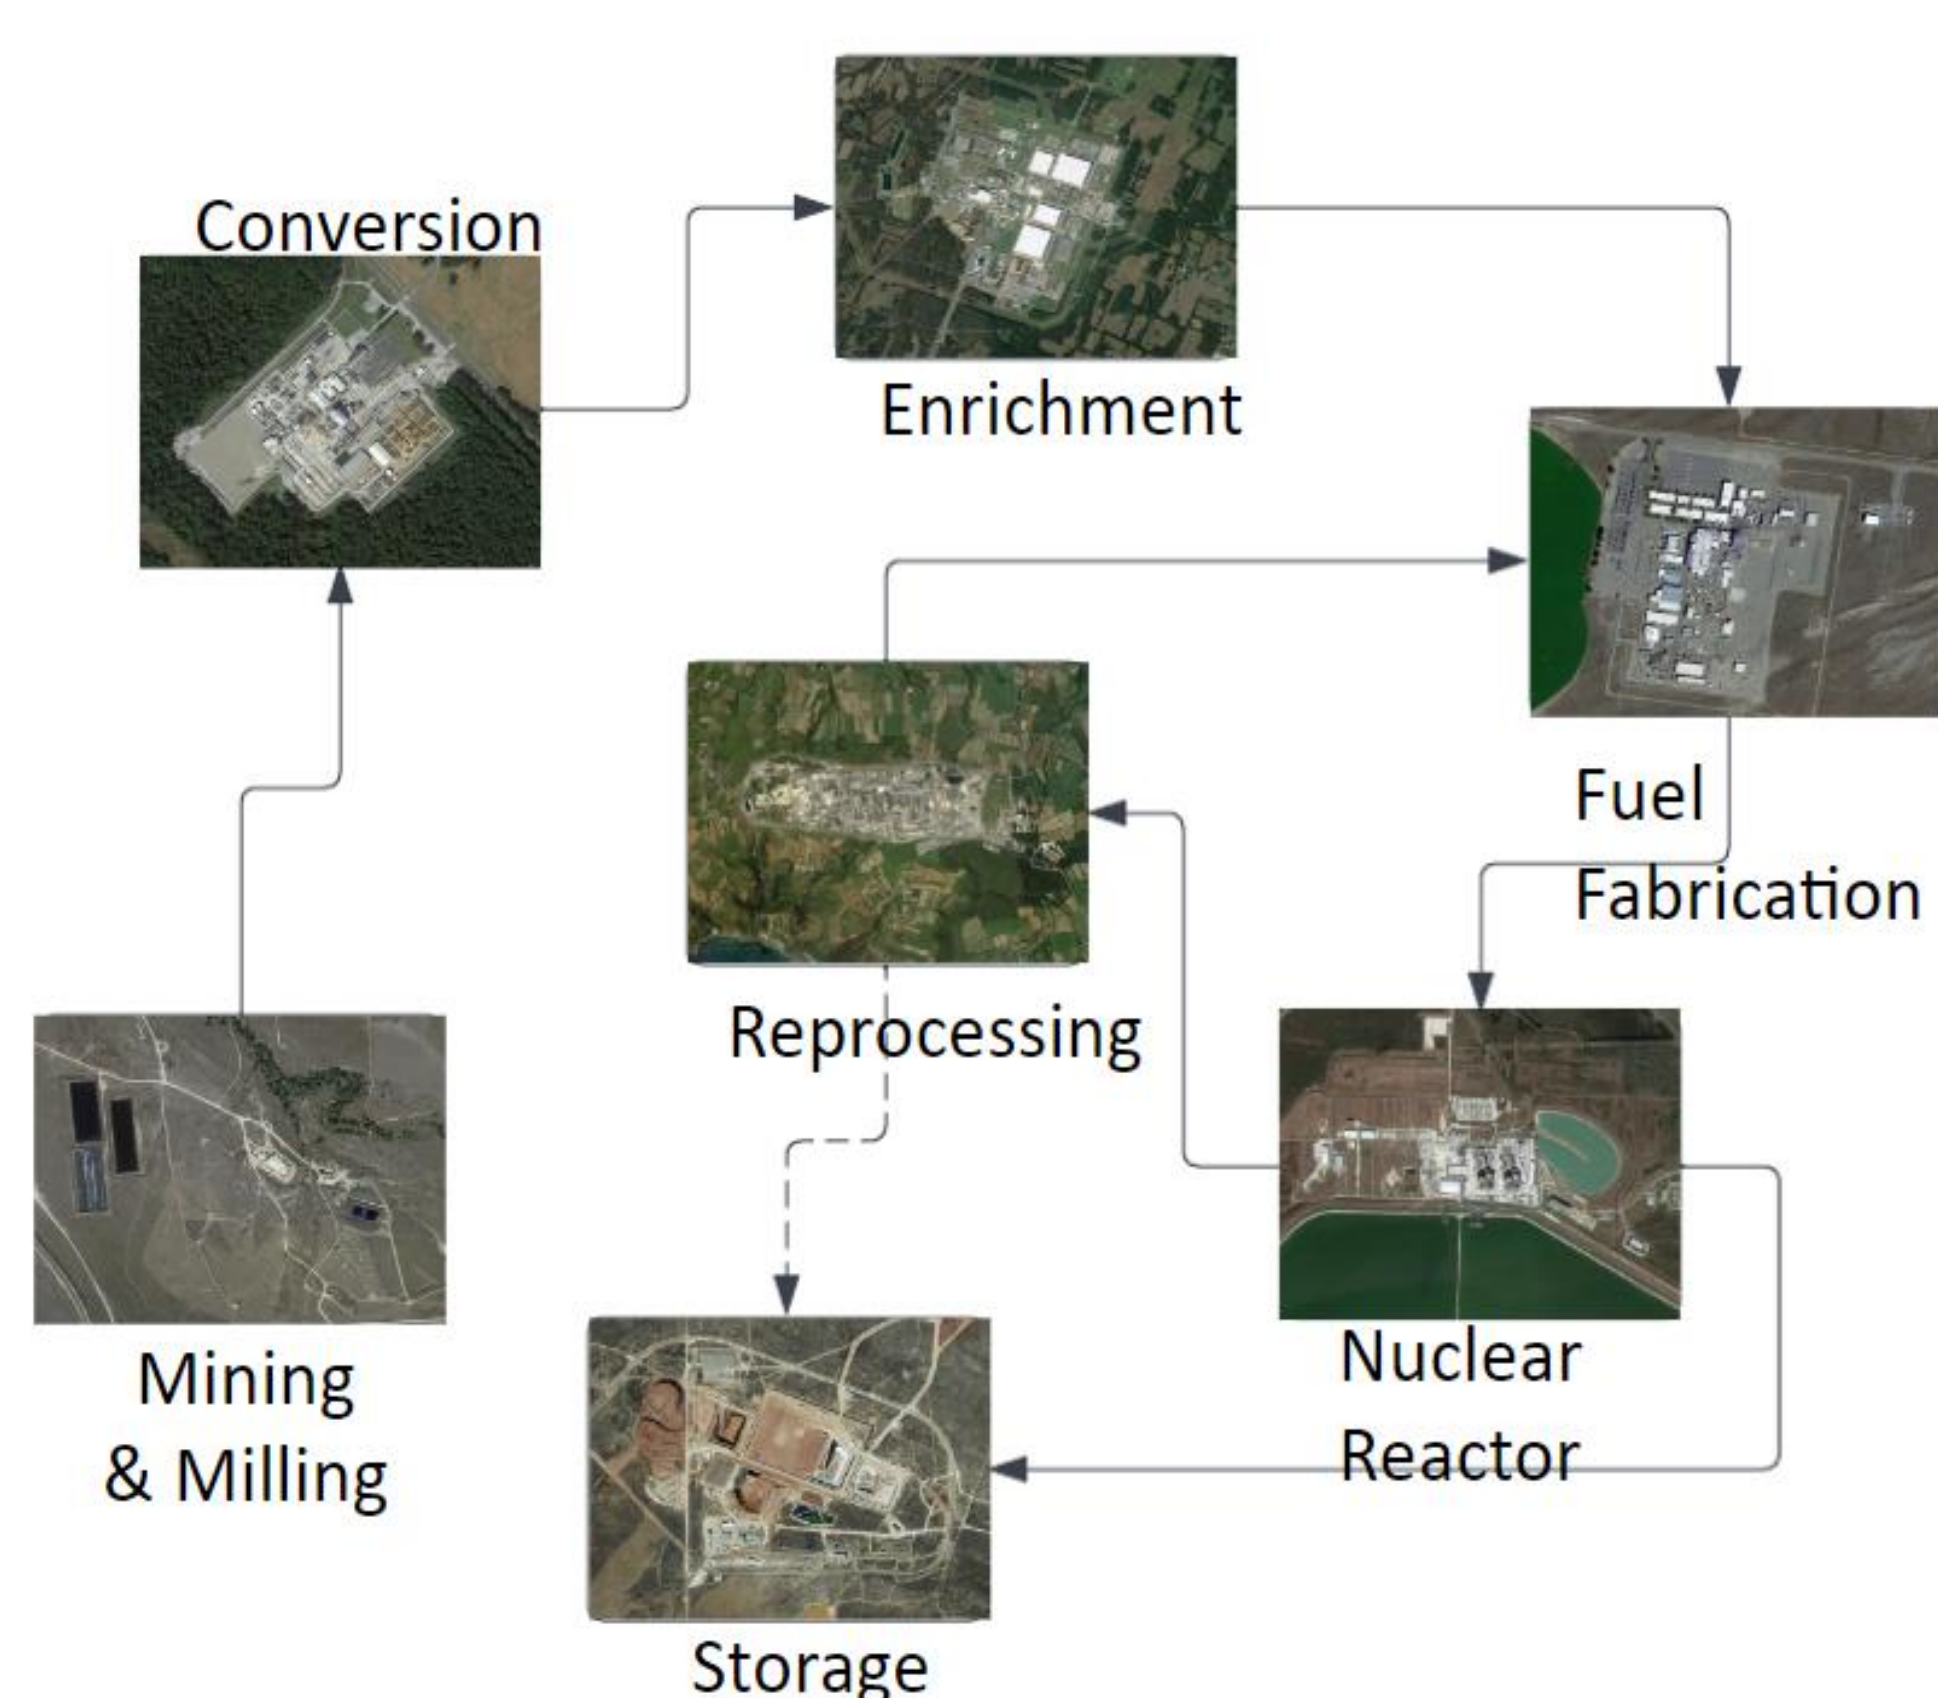 Conversion
Enrichment
Fuel
Fabrication
Reprocessing
Nuclear
Reactor
Mining
& Milling
Storage